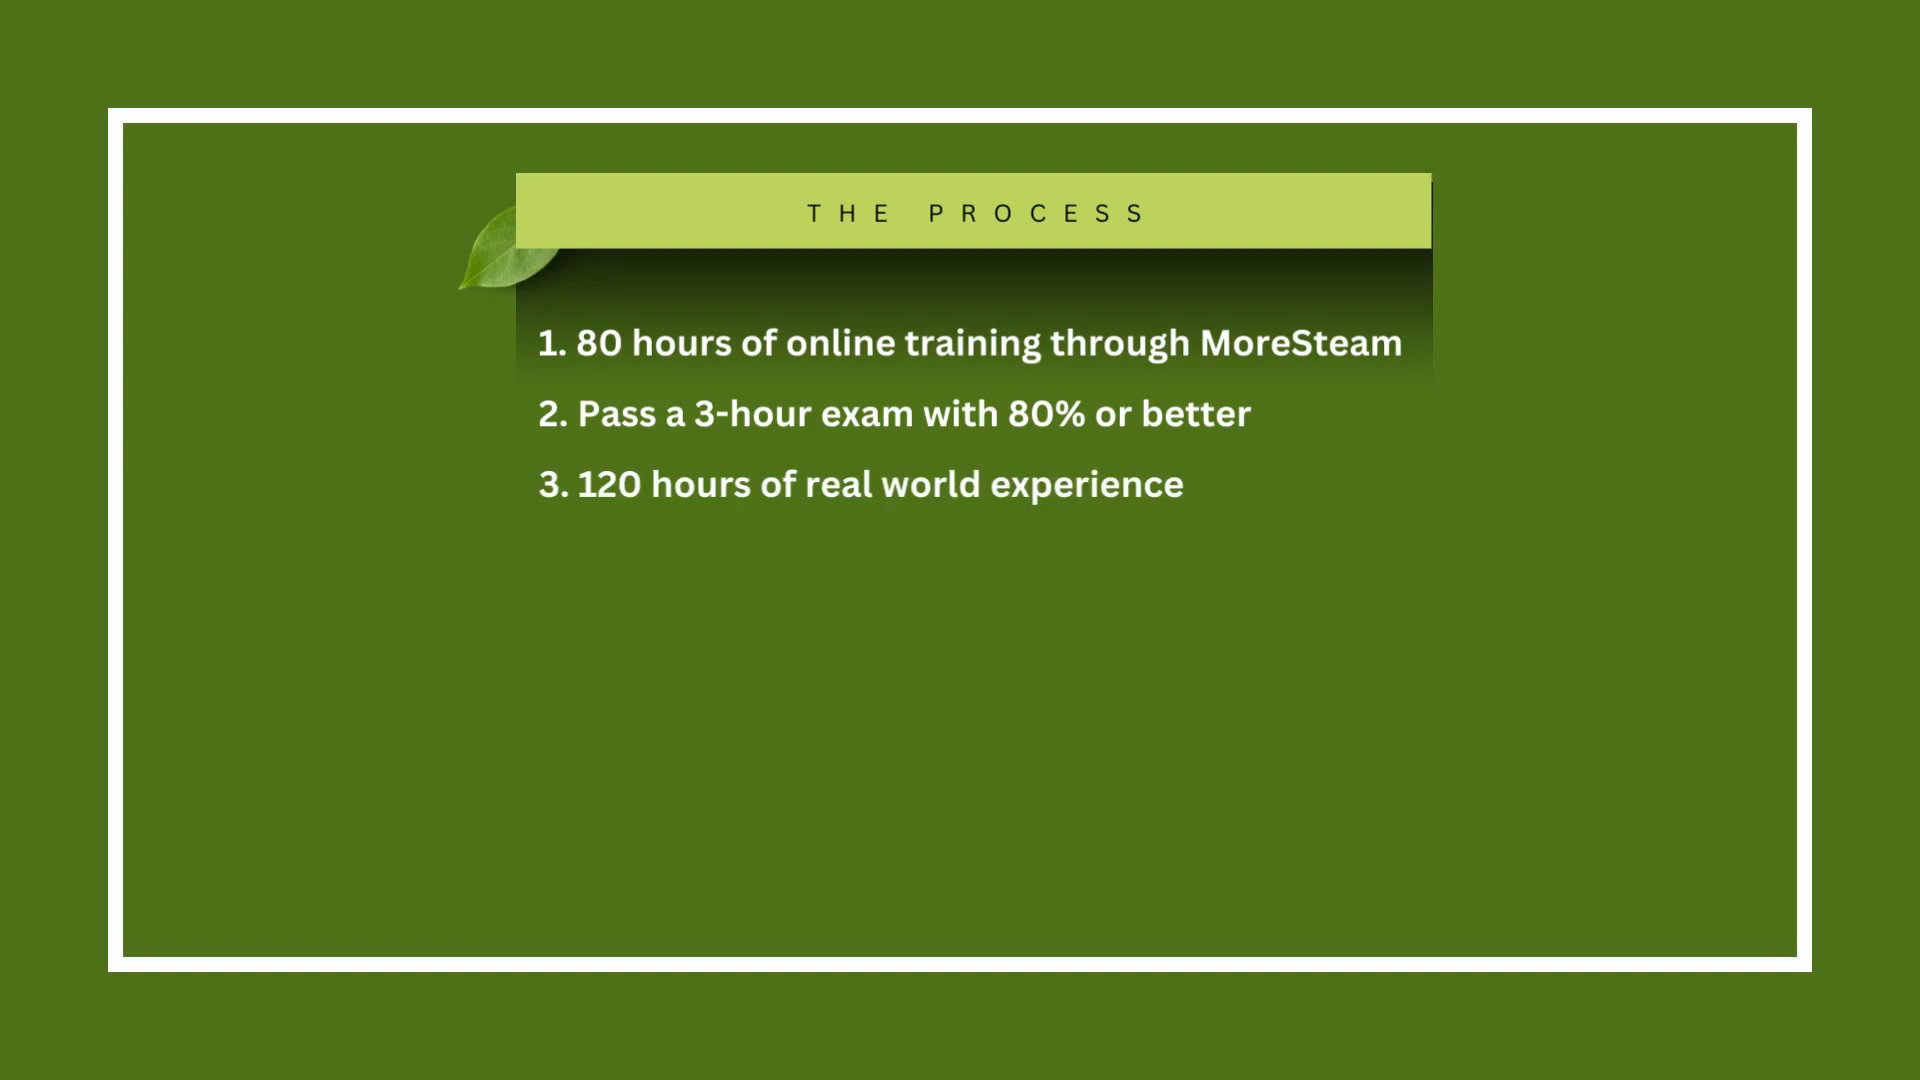 THE PROCESS
1. 80 hours of online training through MoreSteam
2. Pass a 3-hour exam with 80% or better
3. 120 hours of real world experience